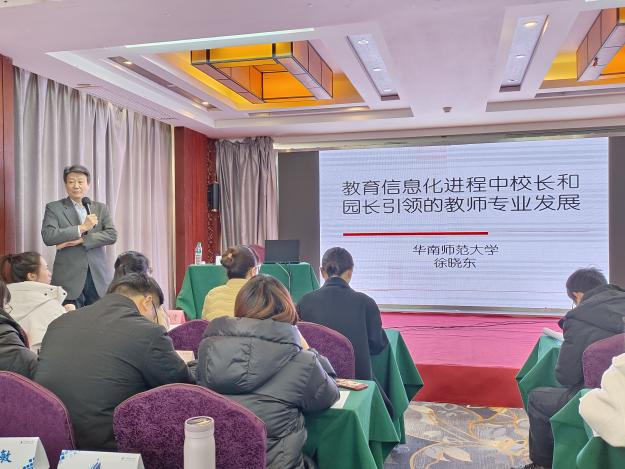 教育信息化进程中校长和
园长引领的教师专业发展
华南师范大学
徐晓东
敏